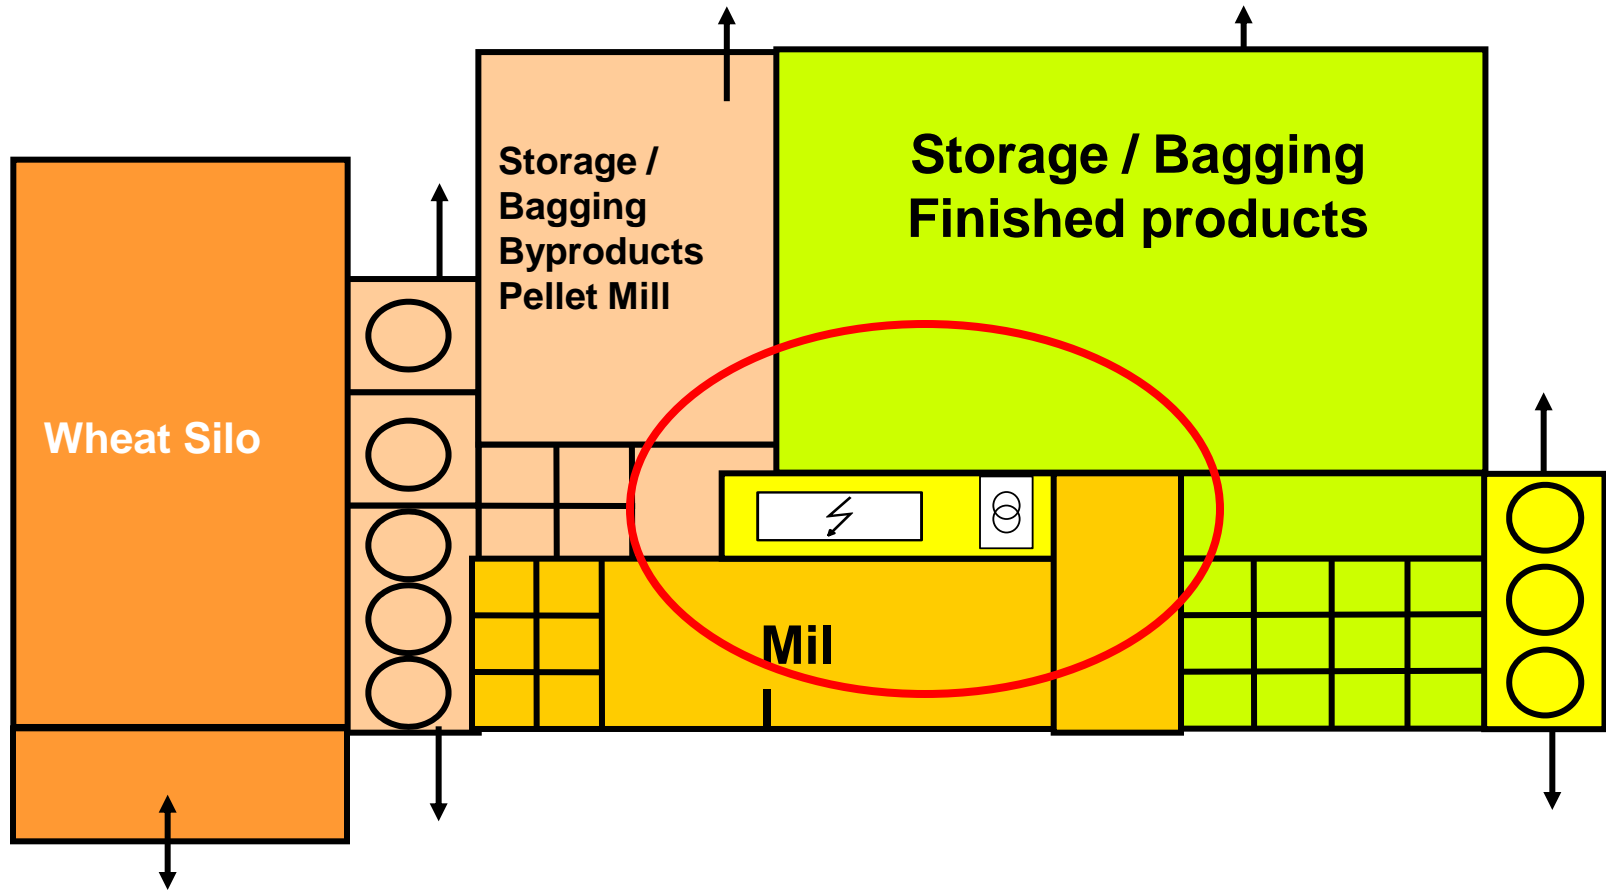 Storage / Bagging
Finished products
Storage /
Bagging
Byproducts
Pellet Mill
Wheat Silo
Mil
l